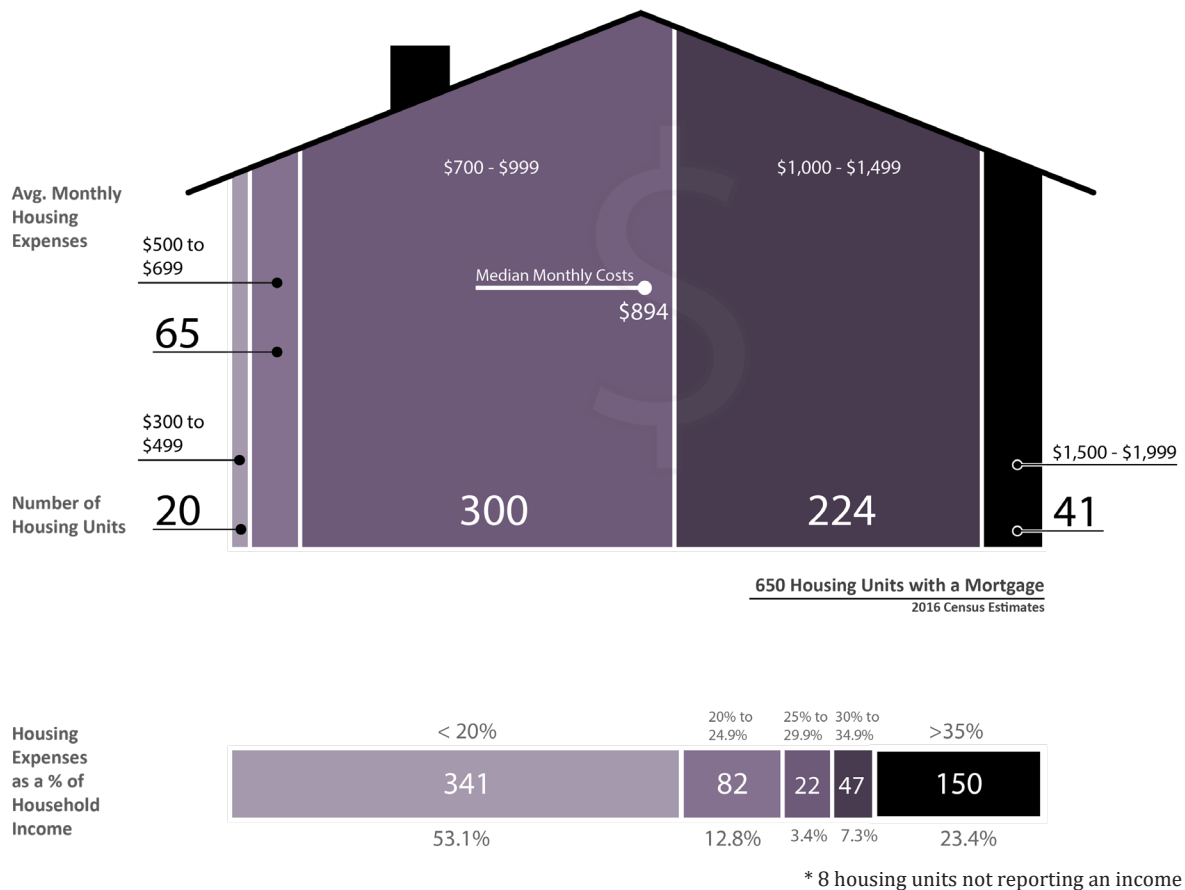 $700 - $999
$1,000 - $1,499
Avg. Monthly
Housing
Expenses
$500 to
$699
Median Monthly Costs
$894
65
$300 to
$499
$1,500 - $1,999
Number of
Housing Units
20
300
224
41
$
650 Housing Units with a Mortgage
2016 Census Estimates
Housing
Expenses
as a % of
Household
Income
< 20%
20% to
24.9%
25% to
29.9%
30% to
34.9%
>35%
341
82
22
47
150
53.1%
12.8%
3.4%
7.3%
23.4%
* 8 housing units not reporting an income